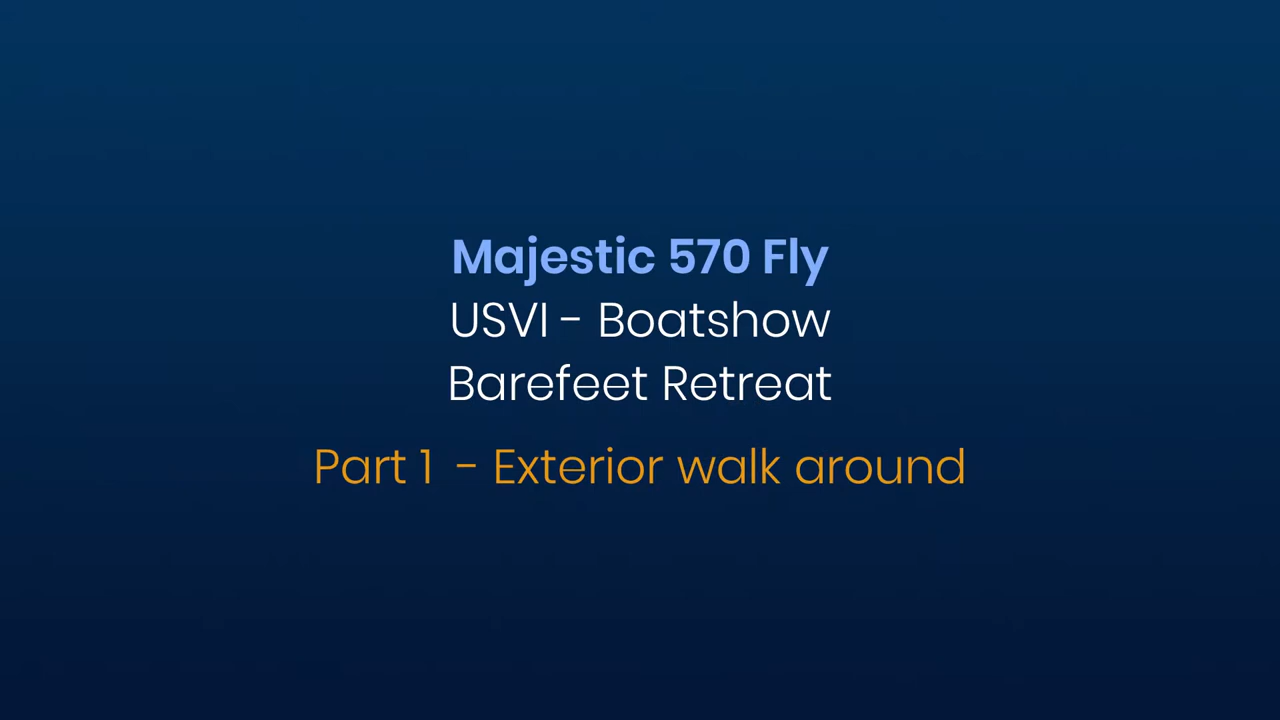 Majestic 570 Fly
USVI - Boatshow
Barefeet Retreat
Part 1 - Exterior walk around